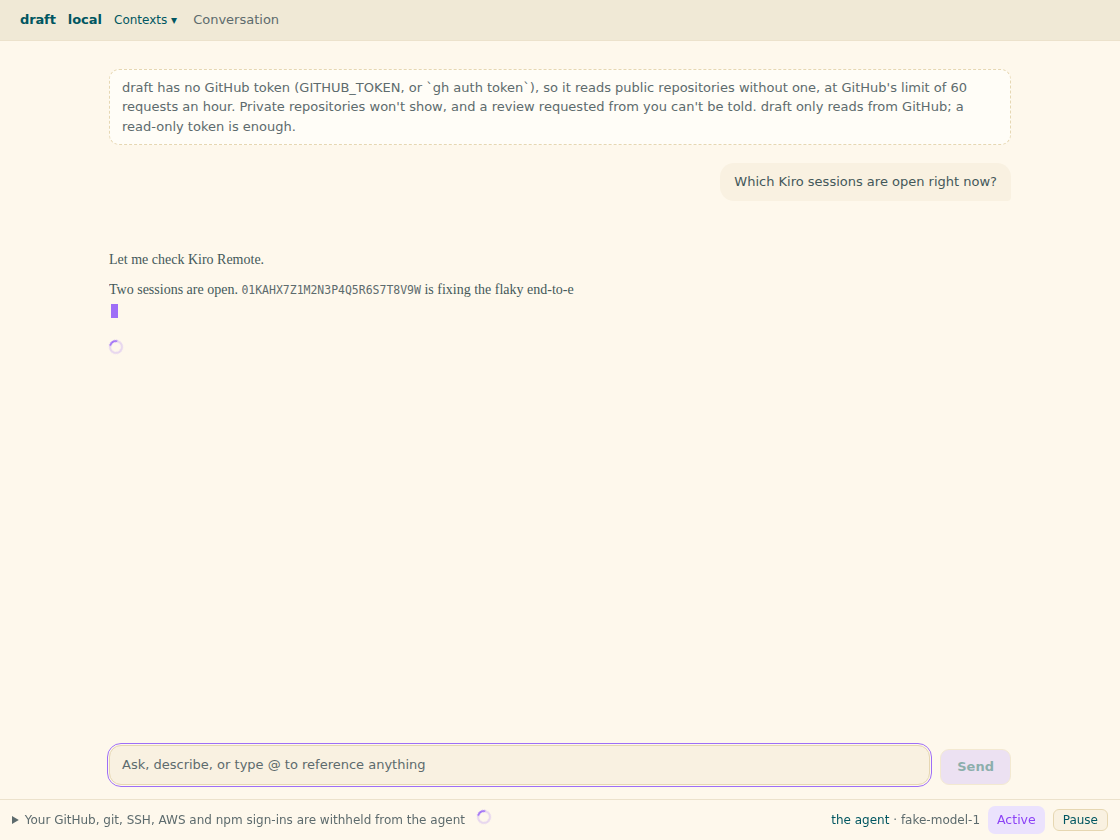 draft local Contexts ▾ Conversation
draft has no GitHub token (GITHUB_TOKEN, or `gh auth token`), so it reads public repositories without one, at GitHub's limit of 60
requests an hour. Private repositories won't show, and a review requested from you can't be told. draft only reads from GitHub; a
read-only token is enough.
Which Kiro sessions are open right now?
Let me check Kiro Remote.
Two sessions are open. 01KAHX7Z1M2N3P4Q5R6S7T8V9W is fixing the flaky end-to-e
Ask, describe, or type @ to reference anything
Send
▶ Your GitHub, git, SSH, AWS and npm sign-ins are withheld from the agent
the agent · fake-model-1 Active Pause